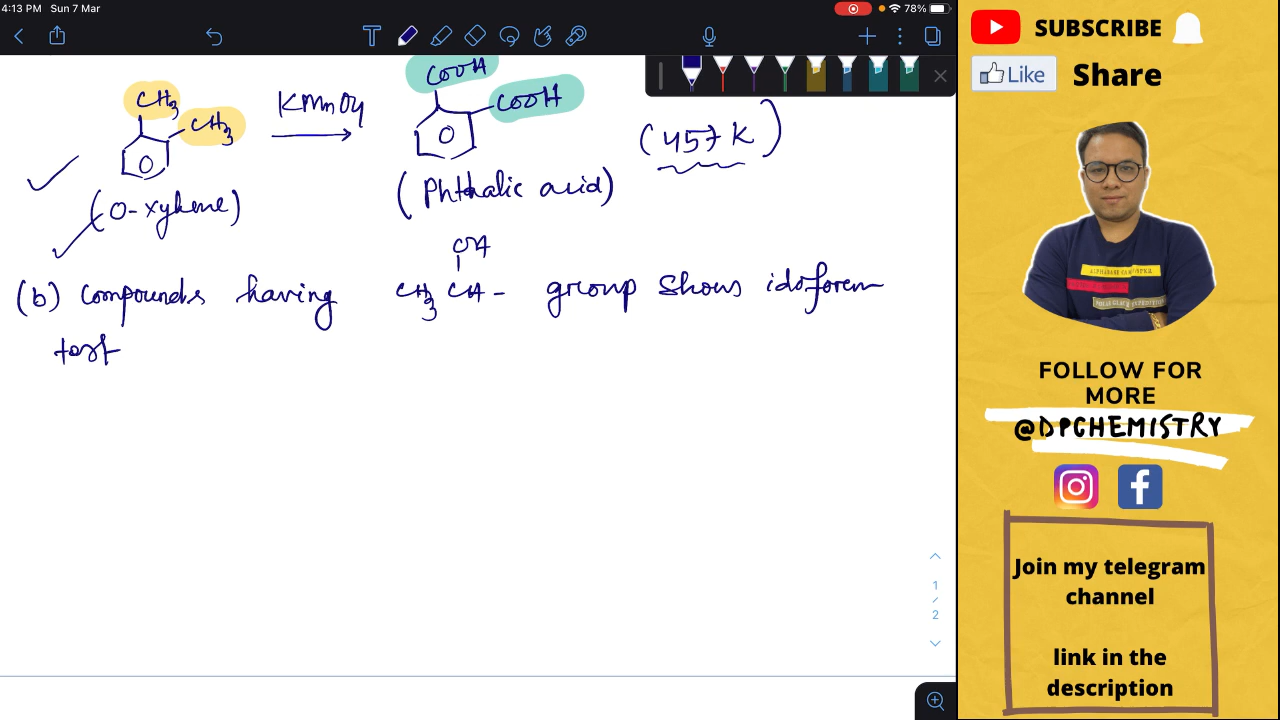 4:13 PM Sun 7 Mar
78%
COOH
CH3
CH3
KMnO4
COOH
(457 K)
(O-xylene)
(Phthalic acid)
OH
(b) compounds having CH3 CH- group shows idoform
test
1
/
2
SUBSCRIBE
Like
Share
FOLLOW FOR
MORE
@DPCHEMISTRY
Join my telegram
channel
link in the
description